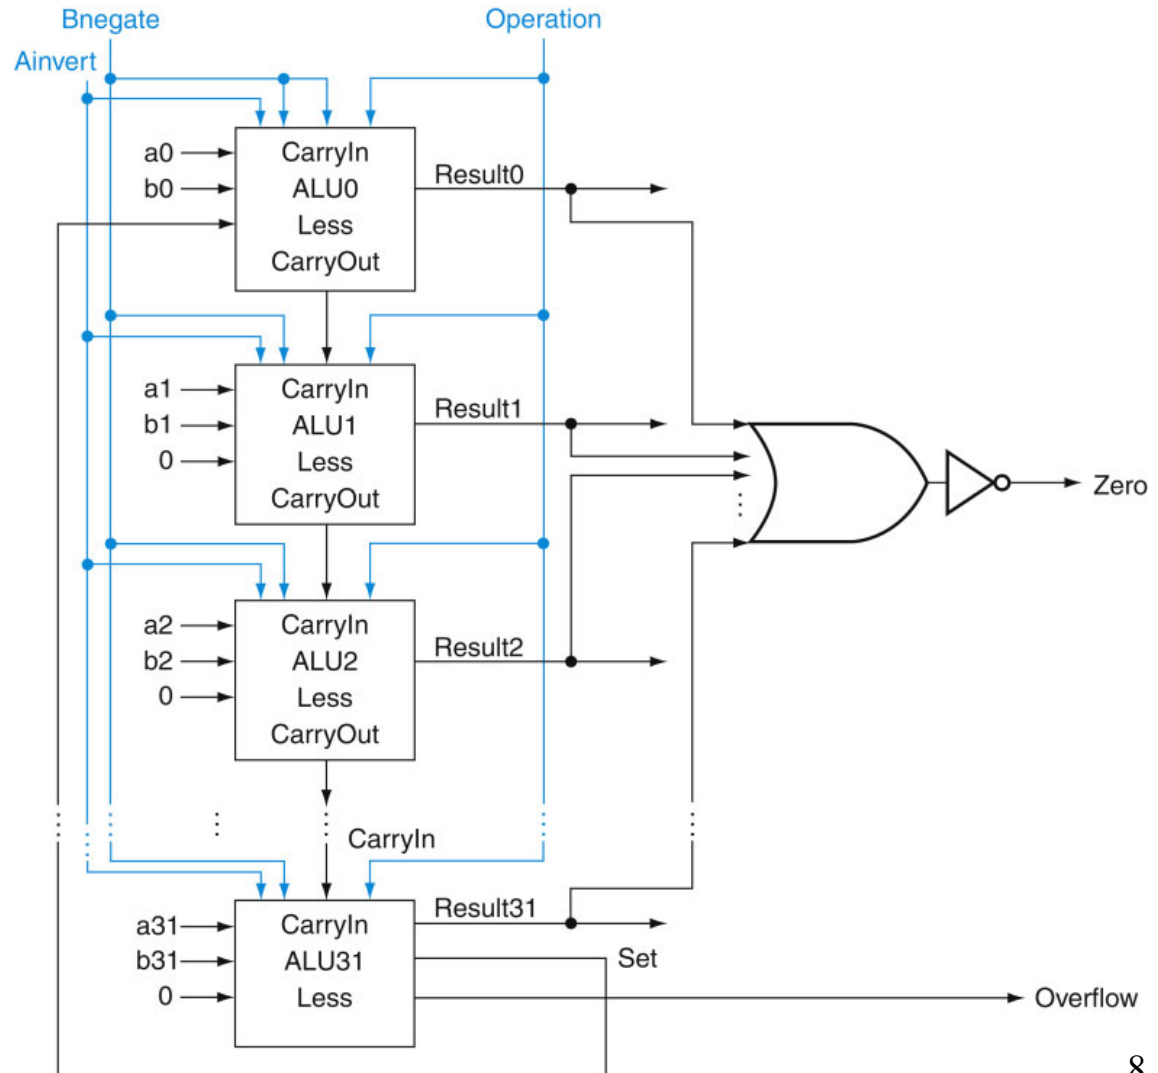 Bnegate
Operation
Ainvert
a0
CarryIn
Result0
b0
ALU0
Less
CarryOut
a1
CarryIn
Result1
b1
ALU1
0
Less
CarryOut
Zero
a2
CarryIn
Result2
b2
ALU2
0
Less
CarryOut
CarryIn
a31
CarryIn
Result31
b31
ALU31
Set
0
Less
Overflow
8